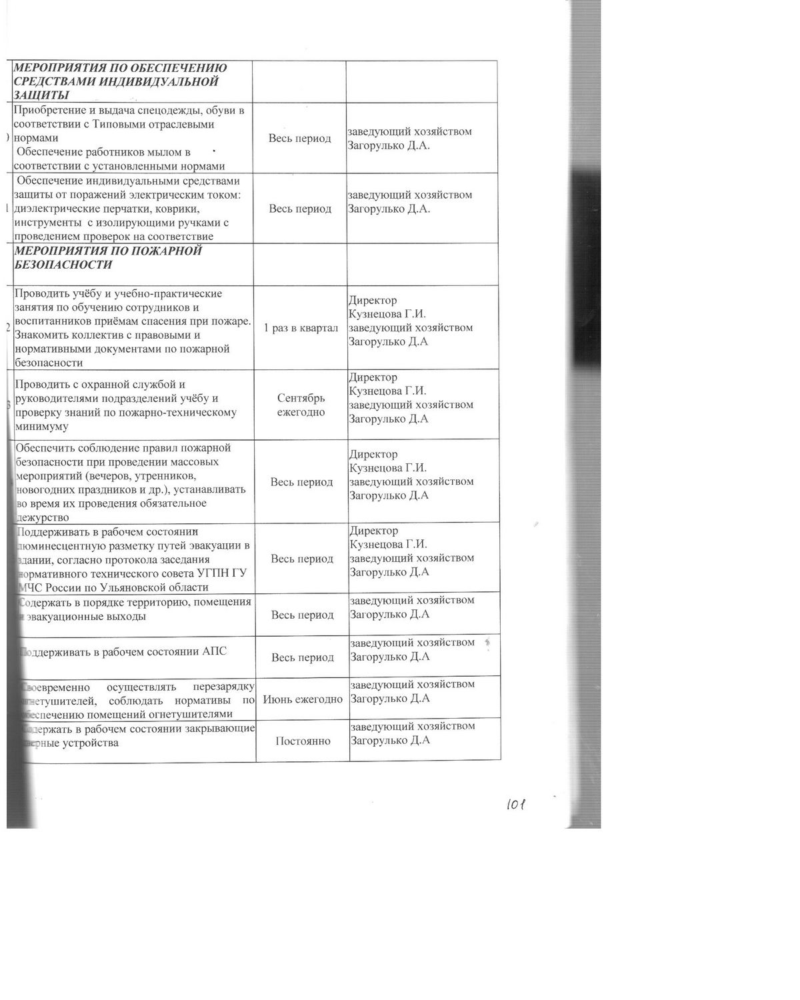 МЕРОПРИЯТИЯ ПО ОБЕСПЕЧЕНИЮ
СРЕДСТВАМИ ИНДИВИДУАЛЬНОЙ
ЗАЩИТЫ
Приобретение и выдача спецодежды, обуви в
соответствии с Типовыми отраслевыми
нормами
Обеспечение работников мылом в
соответствии с установленными нормами
Весь период
заведующий хозяйством
Загорулько Д.А.
Обеспечение индивидуальными средствами
защиты от поражений электрическим током:
диэлектрические перчатки, коврики,
инструменты с изолирующими ручками с
проведением проверок на соответствие
Весь период
заведующий хозяйством
Загорулько Д.А.
МЕРОПРИЯТИЯ ПО ПОЖАРНОЙ
БЕЗОПАСНОСТИ
2
Проводить учёбу и учебно-практические
занятия по обучению сотрудников и
воспитанников приёмам спасения при пожаре.
Знакомить коллектив с правовыми и
нормативными документами по пожарной
безопасности
1 раз в квартал
Директор
Кузнецова Г.И.
заведующий хозяйством
Загорулько Д.А
Проводить с охранной службой и
руководителями подразделений учёбу и
проверку знаний по пожарно-техническому
минимуму
Сентябрь
ежегодно
Директор
Кузнецова Г.И.
заведующий хозяйством
Загорулько Д.А
Обеспечить соблюдение правил пожарной
безопасности при проведении массовых
мероприятий (вечеров, утренников,
новогодних праздников и др.), устанавливать
во время их проведения обязательное
дежурство
Весь период
Директор
Кузнецова Г.И.
заведующий хозяйством
Загорулько Д.А
Поддерживать в рабочем состоянии
люминесцентную разметку путей эвакуации в
здании, согласно протокола заседания
нормативного технического совета УГПН ГУ
МЧС России по Ульяновской области
Весь период
Директор
Кузнецова Г.И.
заведующий хозяйством
Загорулько Д.А
Содержать в порядке территорию, помещения
и эвакуационные выходы
Весь период
заведующий хозяйством
Загорулько Д.А
Поддерживать в рабочем состоянии АПС
Весь период
заведующий хозяйством
Загорулько Д.А
Своевременно осуществлять перезарядку
огнетушителей, соблюдать нормативы по
обеспечению помещений огнетушителями
Июнь ежегодно
заведующий хозяйством
Загорулько Д.А
Содержать в рабочем состоянии закрывающие
дверные устройства
Постоянно
заведующий хозяйством
Загорулько Д.А
101